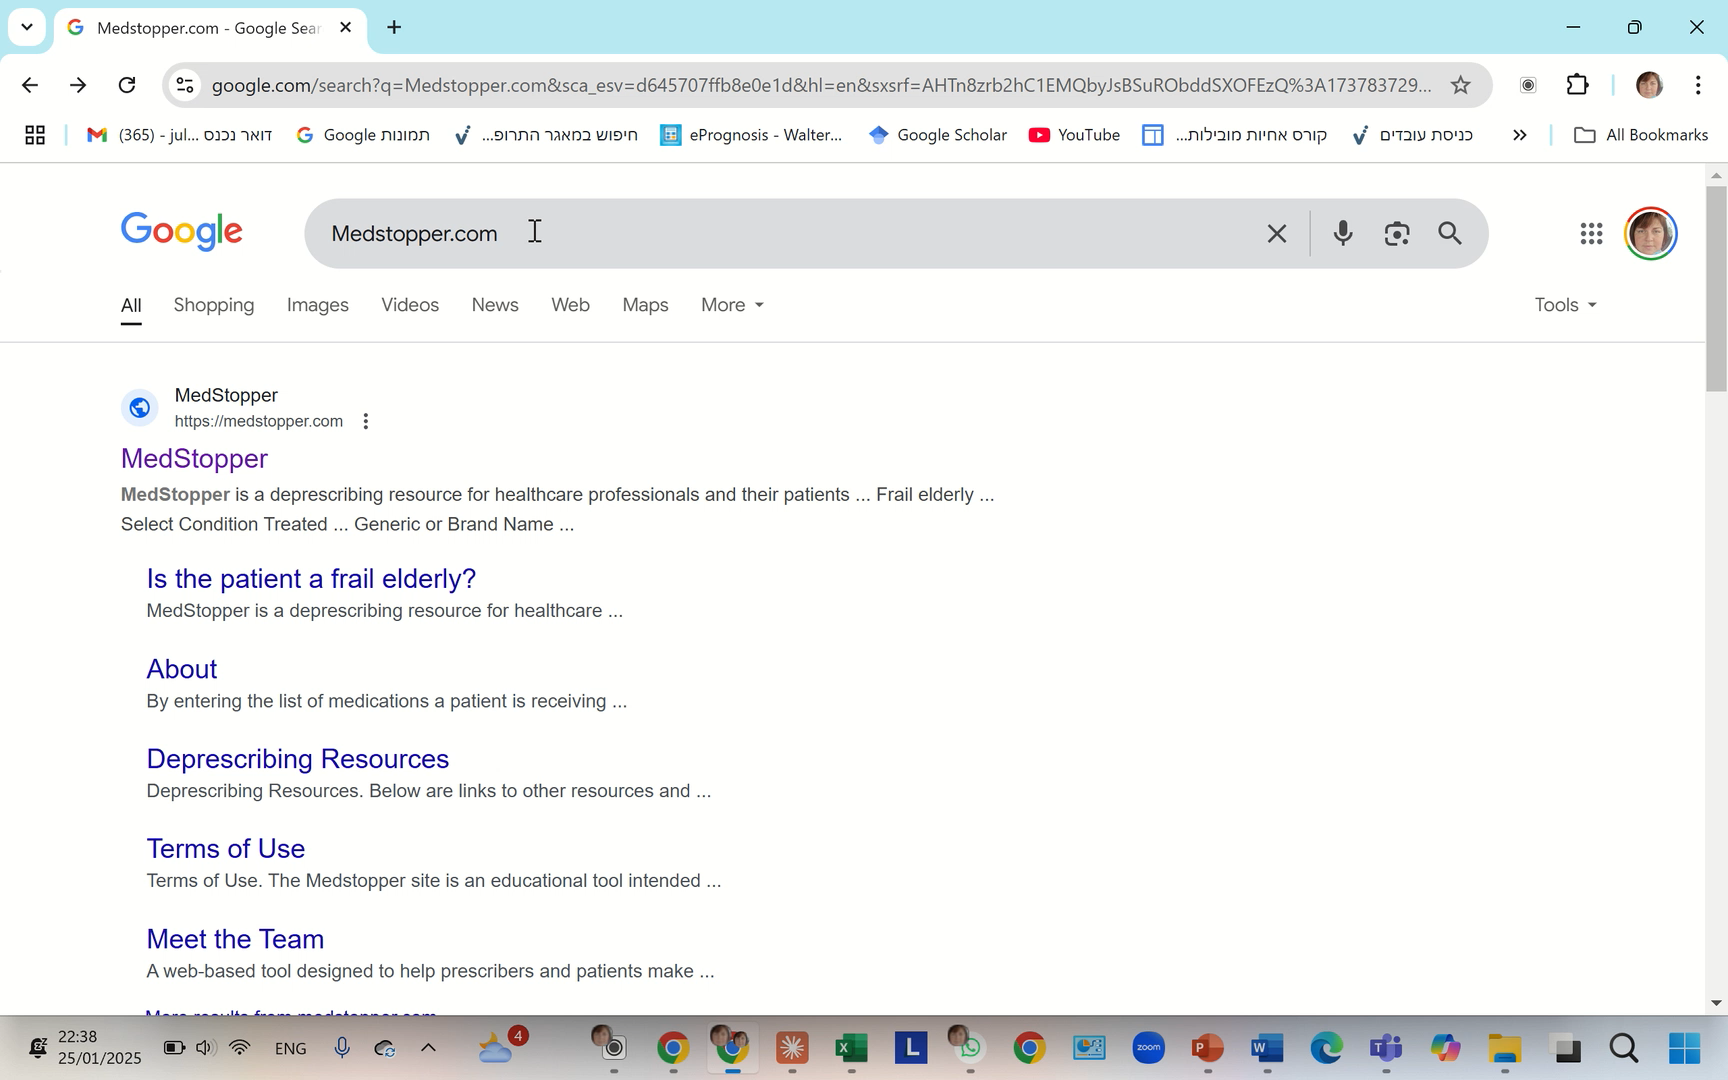 Medstopper.com - Google Sear
google.com/search?q=Medstopper.com&sca_esv=d645707ffb8e0e1d&hl=en&sxsrf=AHTn8zrb2hC1EMQbyJsBSuRObddSXOFEzQ%3A173783729...
דואר נכנס (365) - jul...
תמונות Google
חיפוש במאגר התרופ...
ePrognosis - Walter...
Google Scholar
YouTube
קורס אחיות מובילות...
כניסת עובדים
All Bookmarks
Google
Medstopper.com
All Shopping Images Videos News Web Maps More Tools
MedStopper
https://medstopper.com
MedStopper
MedStopper is a deprescribing resource for healthcare professionals and their patients ... Frail elderly ...
Select Condition Treated ... Generic or Brand Name ...
Is the patient a frail elderly?
MedStopper is a deprescribing resource for healthcare ...
About
By entering the list of medications a patient is receiving ...
Deprescribing Resources
Deprescribing Resources. Below are links to other resources and ...
Terms of Use
Terms of Use. The Medstopper site is an educational tool intended ...
Meet the Team
A web-based tool designed to help prescribers and patients make ...
More results from medstopper.com
22:38
25/01/2025
ENG
4
L
zoom